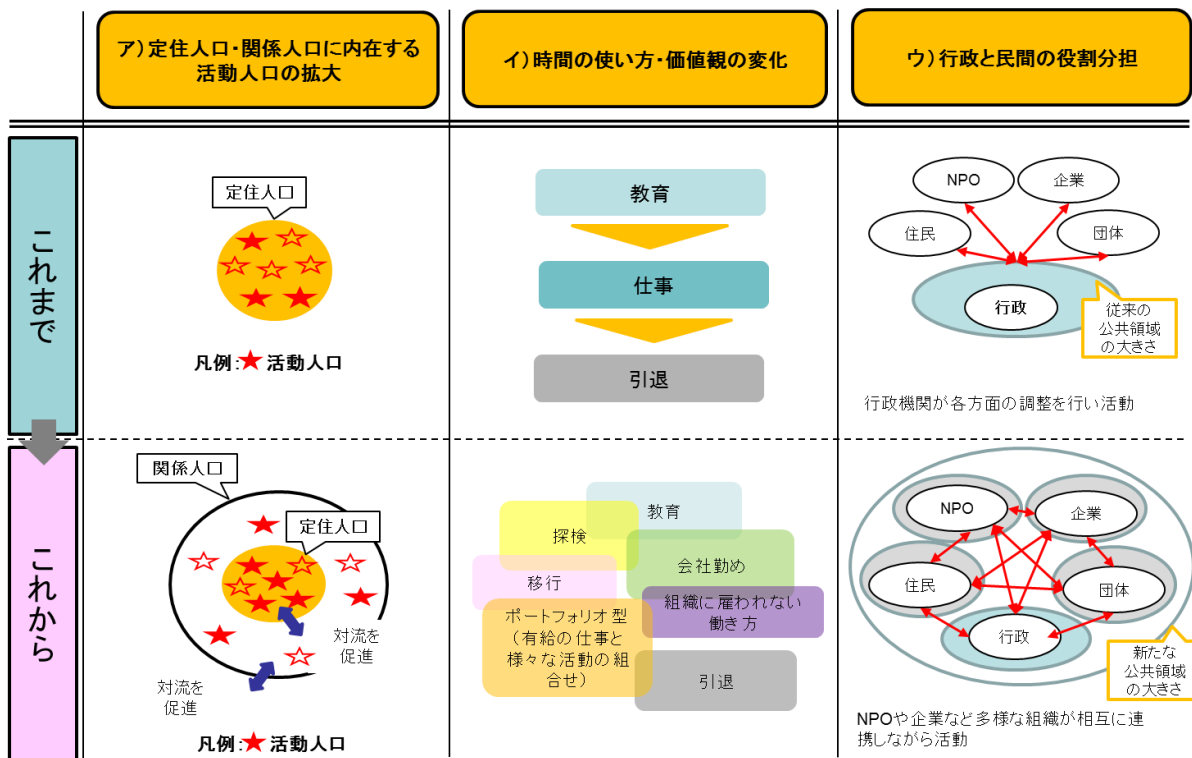 ア）定住人口・関係人口に内在する
活動人口の拡大
イ）時間の使い方・価値観の変化
ウ）行政と民間の役割分担
これまで
定住人口
凡例:★活動人口
教育
仕事
引退
NPO
企業
住民
団体
行政
従来の
公共領域
の大きさ
行政機関が各方面の調整を行い活動
これから
関係人口
定住人口
対流を
促進
対流を
促進
凡例:★活動人口
教育
探検
会社勤め
移行
組織に雇われない
働き方
ポートフォリオ型
（有給の仕事と
様々な活動の組
合せ）
引退
NPO
企業
住民
団体
行政
新たな
公共領域
の大きさ
NPOや企業など多様な組織が相互に連
携しながら活動